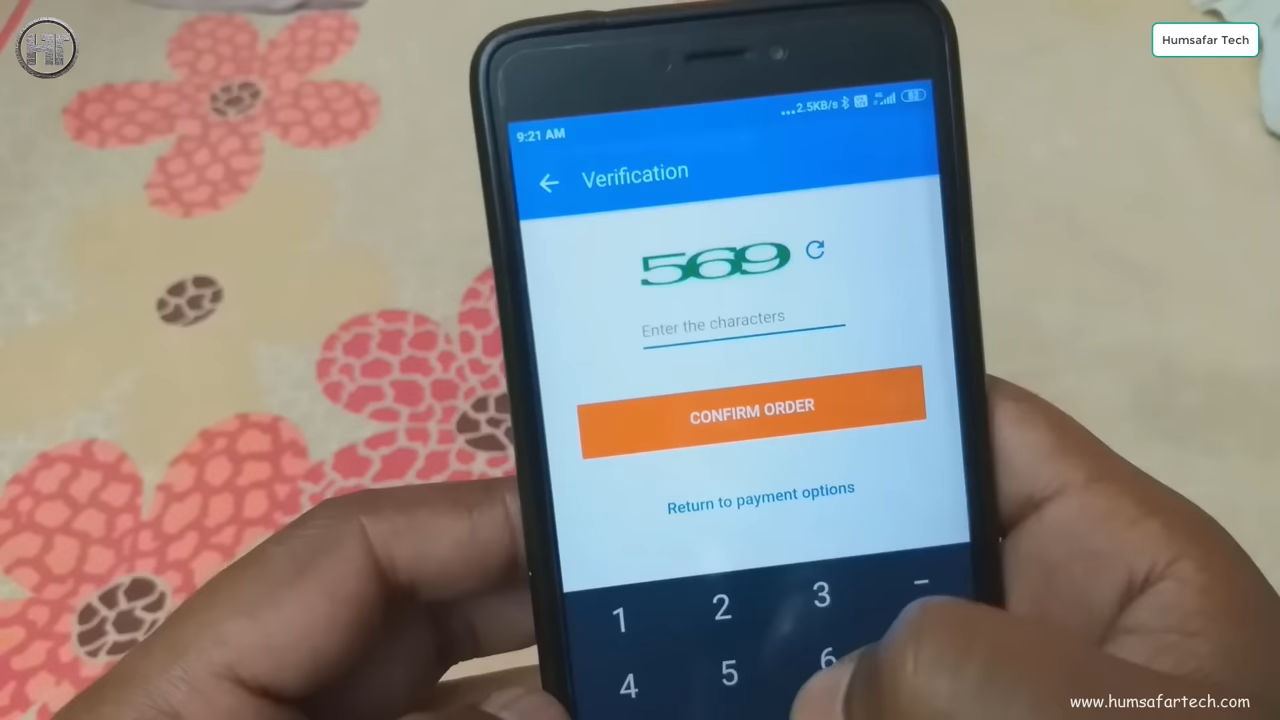 HT
Humsafar Tech
9:21 AM
...2.5KB/s
Verification
569
Enter the characters
CONFIRM ORDER
Return to payment options
1 2 3 -
4 5 6
www.humsafartech.com